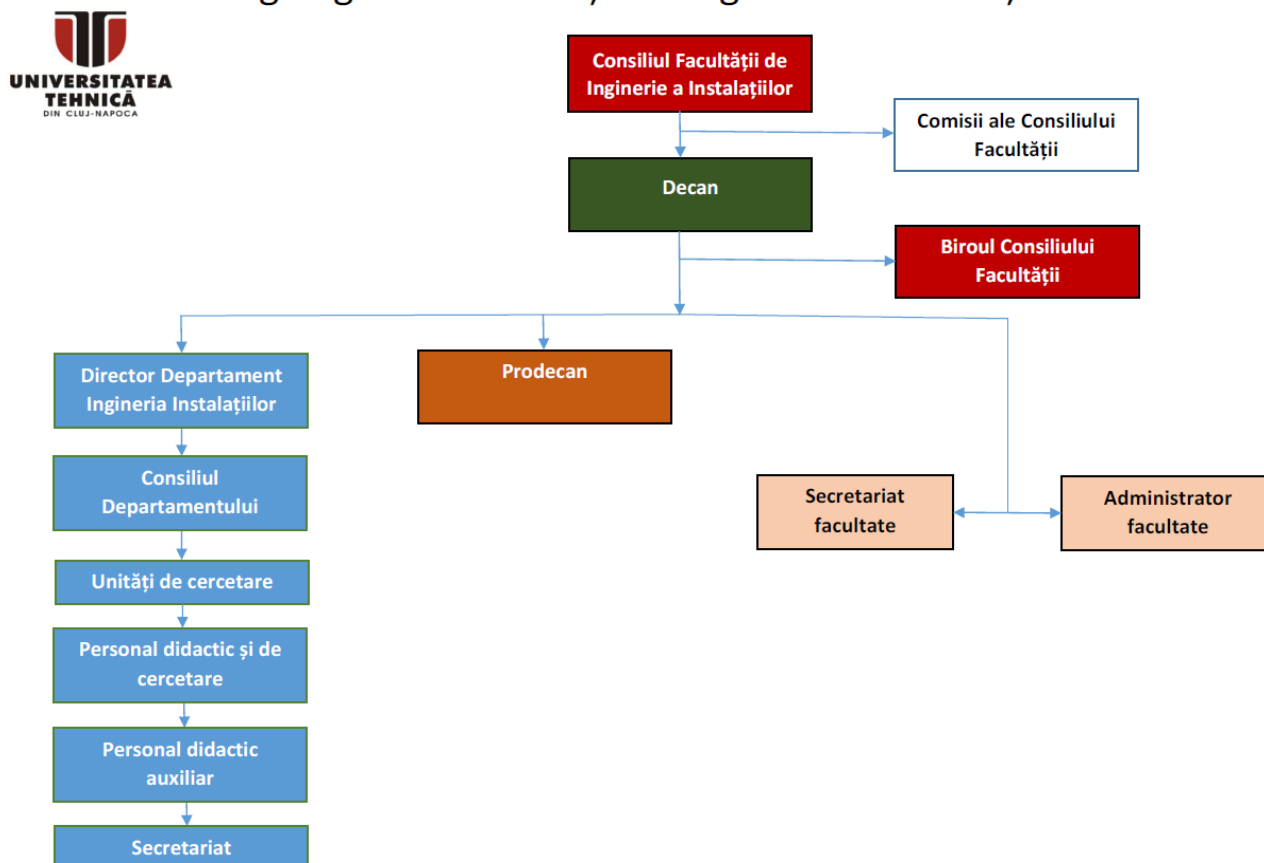 UNIVERSITATEA
TEHNICĂ
DIN CLUJ-NAPOCA
Consiliul Facultății de
Inginerie a Instalațiilor
Comisii ale Consiliului
Facultății
Decan
Biroul Consiliului
Facultății
Director Departament
Ingineria Instalațiilor
Prodecan
Consiliul
Departamentului
Secretariat
facultate
Administrator
facultate
Unități de cercetare
Personal didactic și de
cercetare
Personal didactic
auxiliar
Secretariat